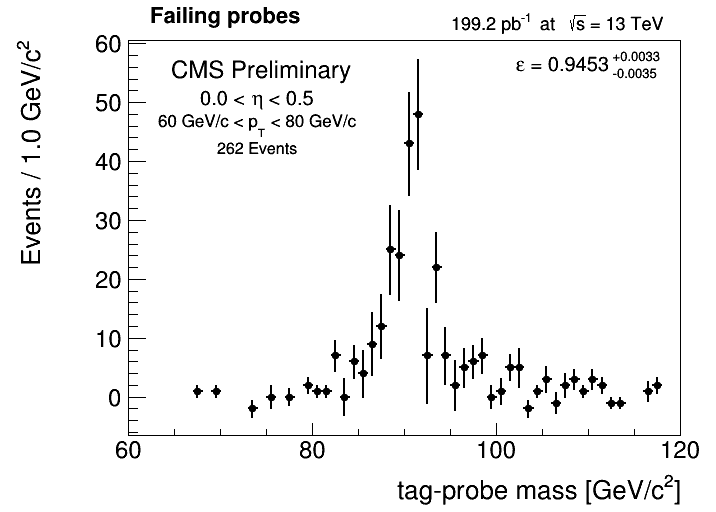 Failing probes
199.2 pb⁻¹ at √s = 13 TeV
CMS Preliminary
ε = 0.9453 +0.0033 -0.0035
0.0 < η < 0.5
60 GeV/c < p_T < 80 GeV/c
262 Events
Events / 1.0 GeV/c²
60
50
40
30
20
10
0
60 80 100 120
tag-probe mass [GeV/c²]